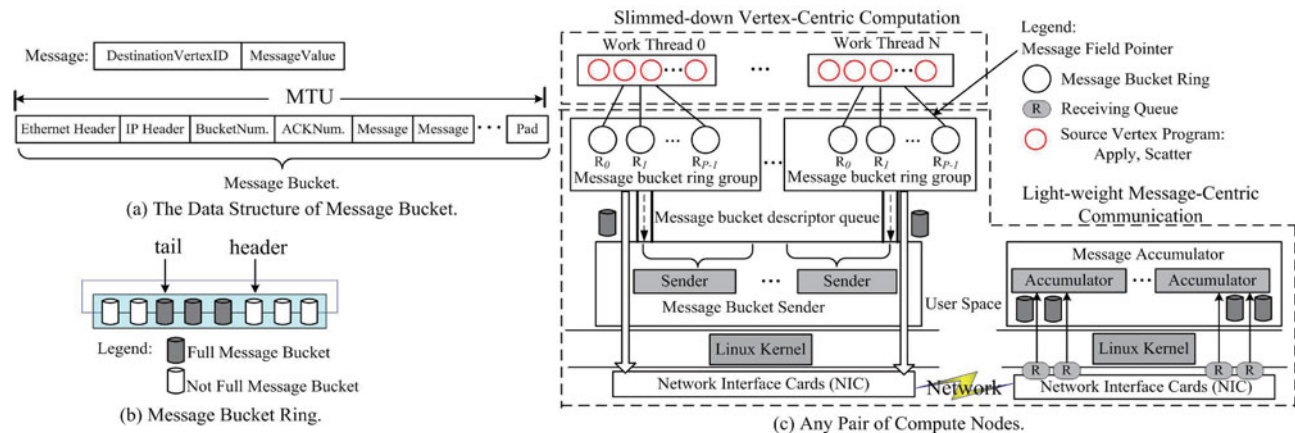 Message: DestinationVertexID MessageValue
MTU
Ethernet Header IP Header BucketNum. ACKNum. Message Message ··· Pad
Message Bucket.
(a) The Data Structure of Message Bucket.
tail header
Legend: Full Message Bucket
Not Full Message Bucket
(b) Message Bucket Ring.
Slimmed-down Vertex-Centric Computation
Work Thread 0 Work Thread N
··· ··· ···
R0 R1 ··· RP-1 ··· R0 R1 ··· RP-1
Message bucket ring group Message bucket ring group
Message bucket descriptor queue
Sender ··· Sender
Message Bucket Sender
User Space
Linux Kernel
Network Interface Cards (NIC)
Network
Legend:
Message Field Pointer
Message Bucket Ring
R Receiving Queue
Source Vertex Program:
Apply, Scatter
Light-weight Message-Centric
Communication
Message Accumulator
Accumulator ··· Accumulator
Linux Kernel
R R R R
Network Interface Cards (NIC)
(c) Any Pair of Compute Nodes.